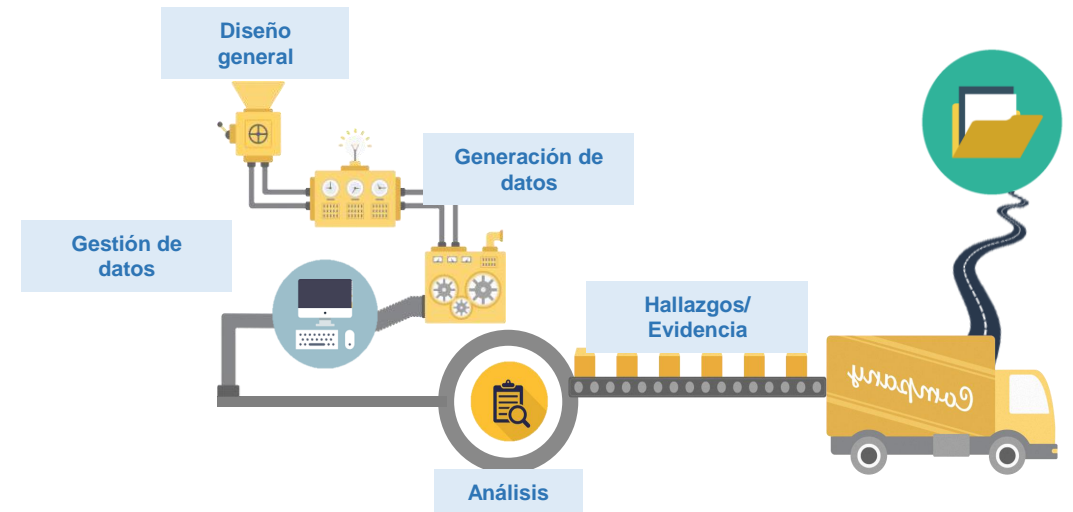 Diseño
general
Generación de
datos
Gestión de
datos
Hallazgos/
Evidencia
Company
Análisis